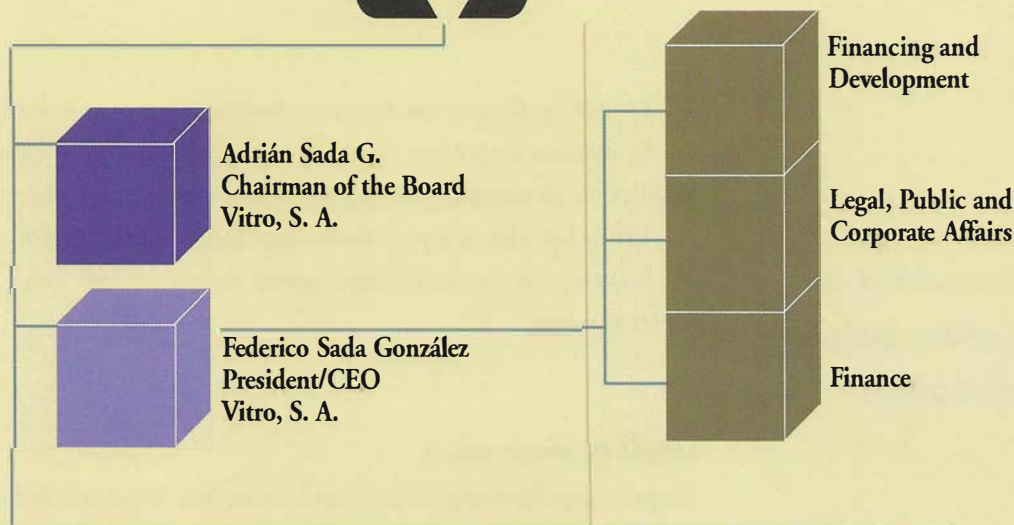 Adrián Sada G.
Chairman of the Board
Vitro, S. A.
Federico Sada González
President/CEO
Vitro, S. A.
Financing and
Development
Legal, Public and
Corporate Affairs
Finance